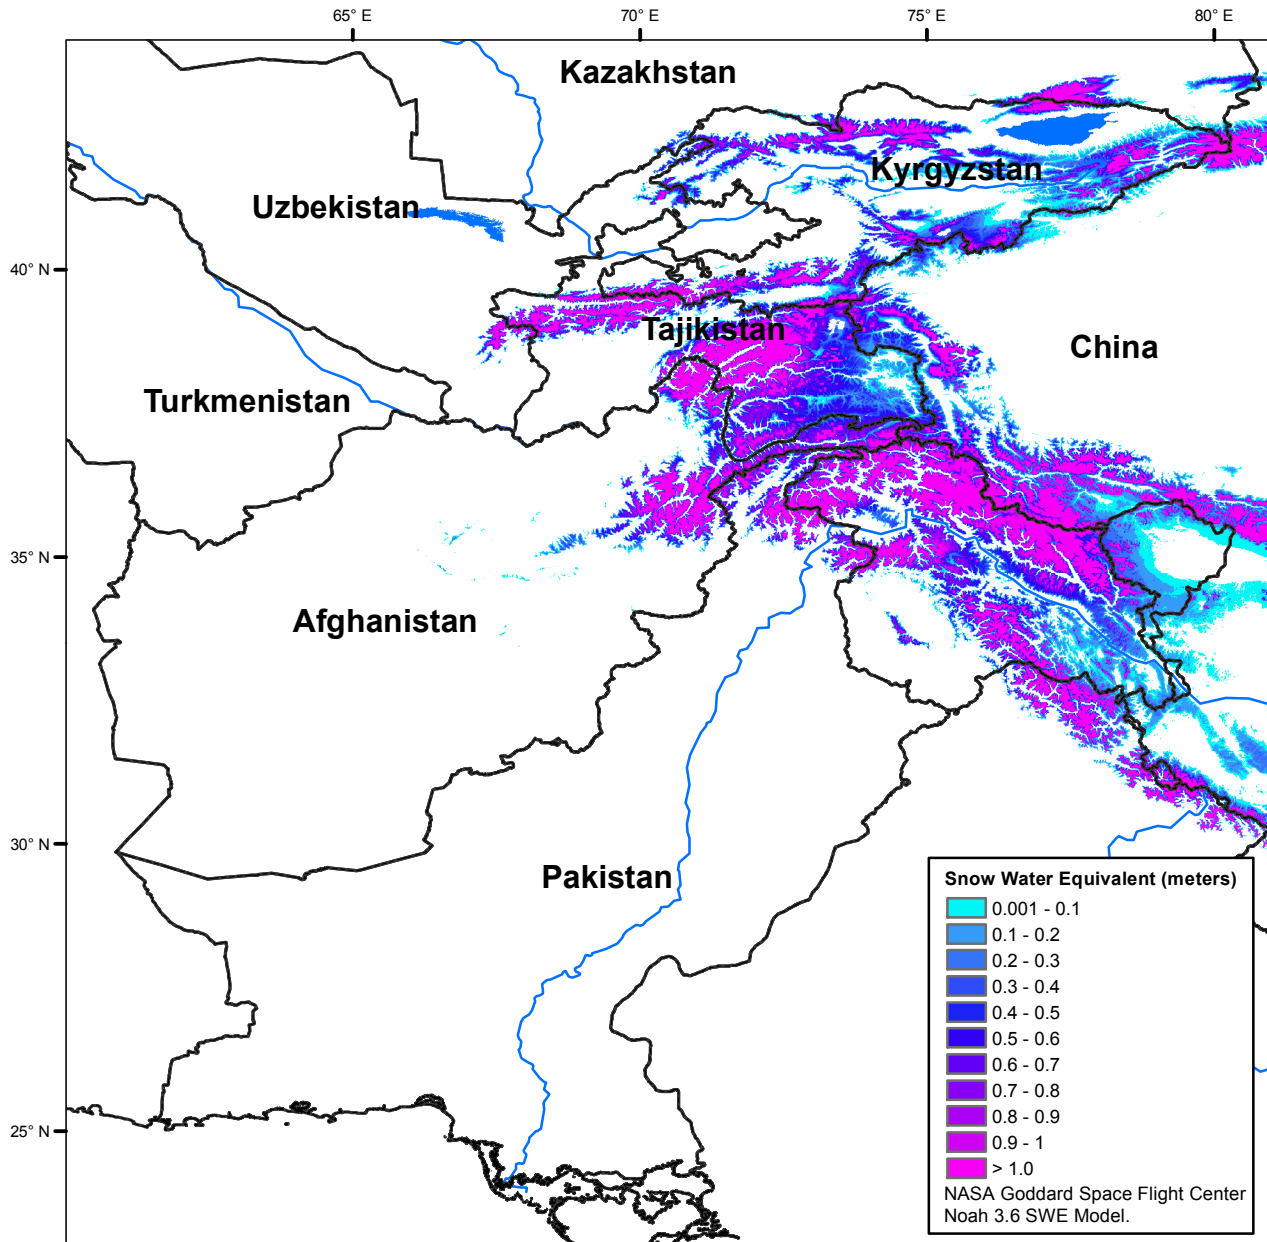 65° E
70° E
75° E
80° E
Kazakhstan
Kyrgyzstan
Uzbekistan
40° N
Tajikistan
China
Turkmenistan
35° N
Afghanistan
30° N
Pakistan
25° N
Snow Water Equivalent (meters)
0.001 - 0.1
0.1 - 0.2
0.2 - 0.3
0.3 - 0.4
0.4 - 0.5
0.5 - 0.6
0.6 - 0.7
0.7 - 0.8
0.8 - 0.9
0.9 - 1
> 1.0
NASA Goddard Space Flight Center
Noah 3.6 SWE Model.